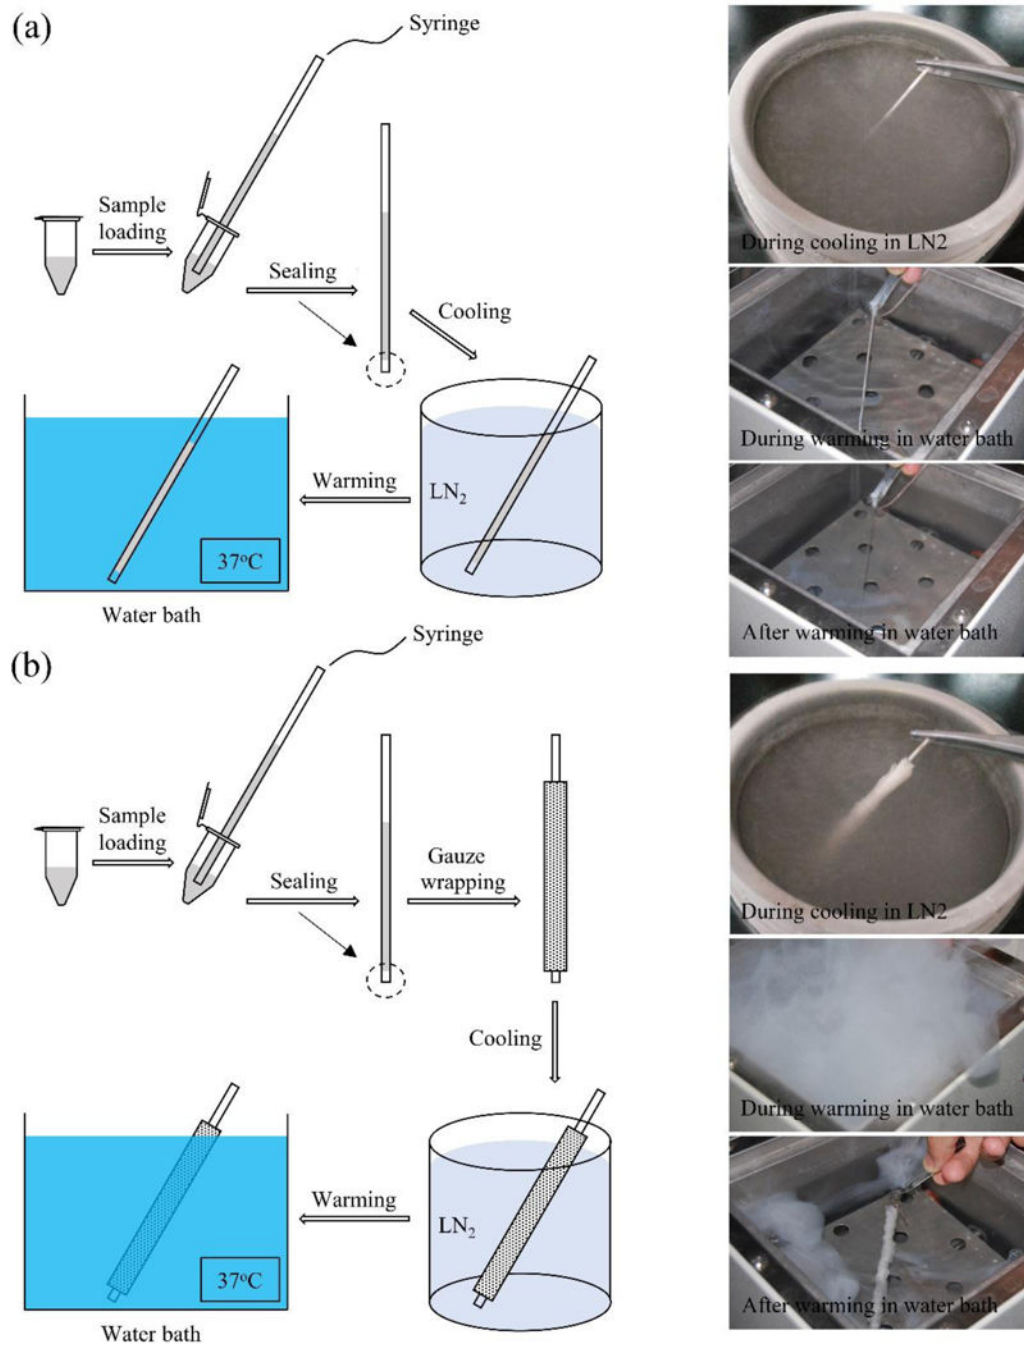 (a)
Syringe
Sample
loading
Sealing
Cooling
LN2
Warming
37°C
Water bath
During cooling in LN2
During warming in water bath
After warming in water bath
(b)
Syringe
Sample
loading
Sealing
Gauze
wrapping
Cooling
LN2
Warming
37°C
Water bath
During cooling in LN2
During warming in water bath
After warming in water bath